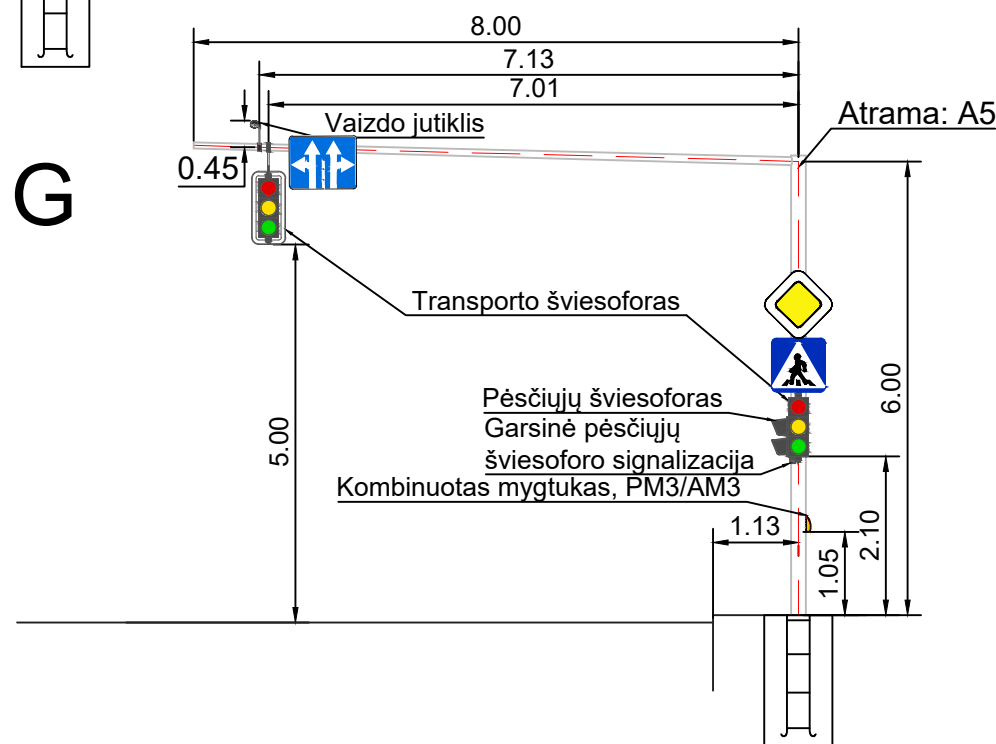 8.00
7.13
7.01
Atrama: A5
Vaizdo jutiklis
0.45
G
Transporto šviesoforas
Pėsčiųjų šviesoforas
Garsinė pėsčiųjų
šviesoforo signalizacija
Kombinuotas mygtukas, PM3/AM3
5.00
6.00
1.13
2.10
1.05